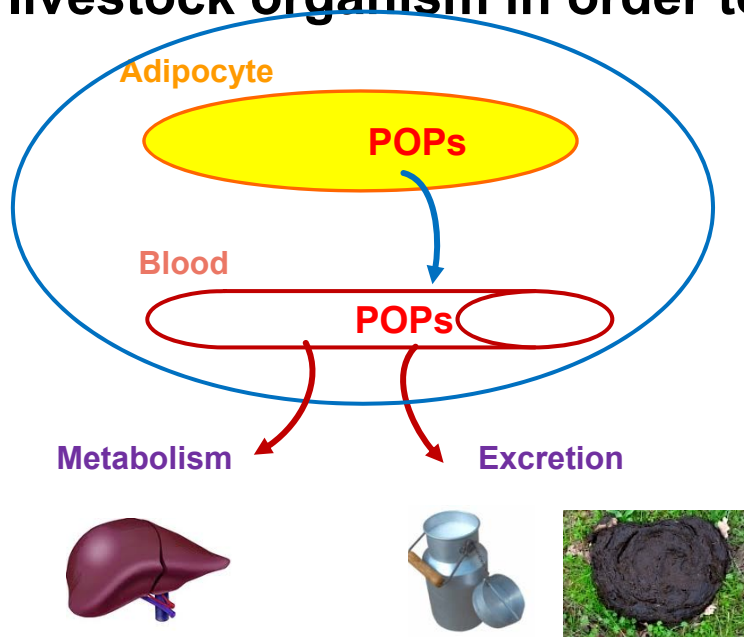 livestock organism in order to
Adipocyte
POPs
Blood
POPs
Metabolism
Excretion